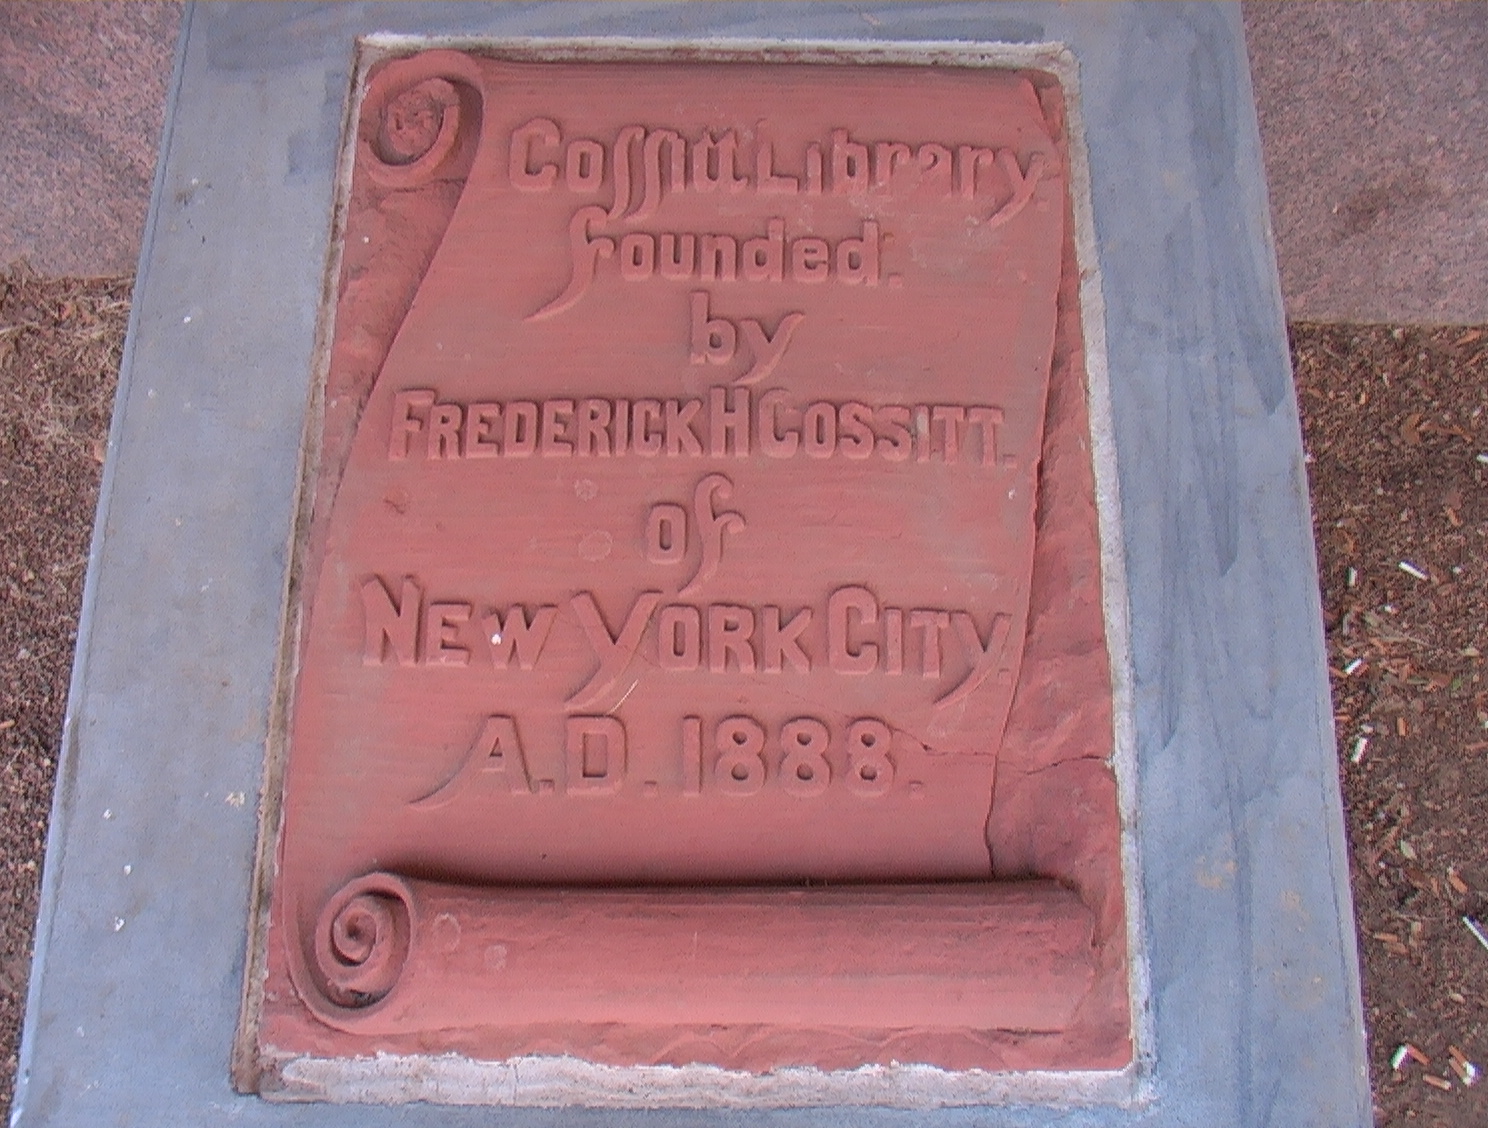 Coſſitt Library.
founded.
by
FREDERICK H COSSITT.
of
NEW YORK CITY.
A.D. 1888.